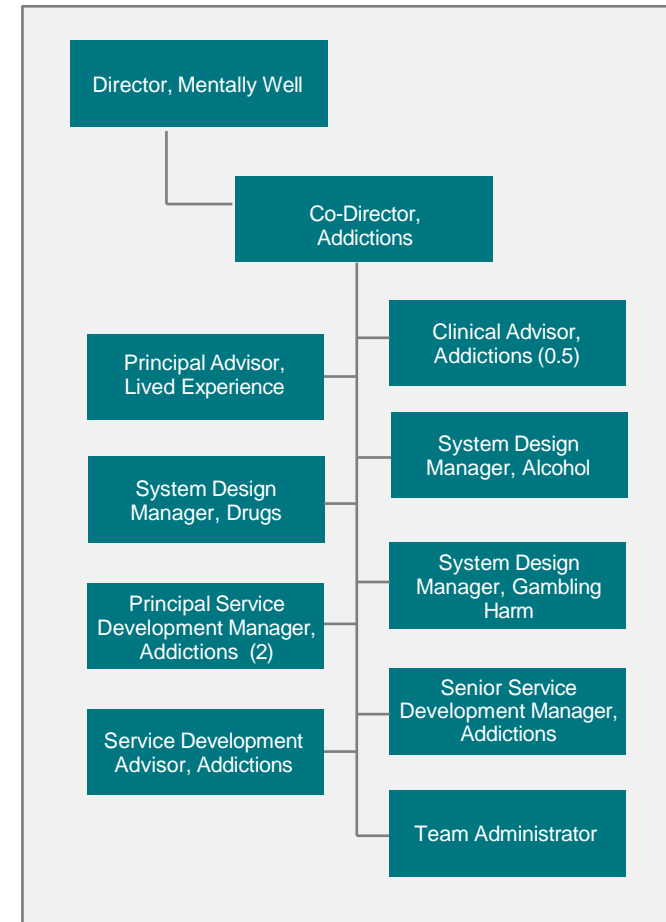 Director, Mentally Well
Co-Director,
Addictions
Clinical Advisor,
Addictions (0.5)
Principal Advisor,
Lived Experience
System Design
Manager, Alcohol
System Design
Manager, Drugs
System Design
Manager, Gambling
Harm
Principal Service
Development Manager,
Addictions (2)
Senior Service
Development Manager,
Addictions
Service Development
Advisor, Addictions
Team Administrator